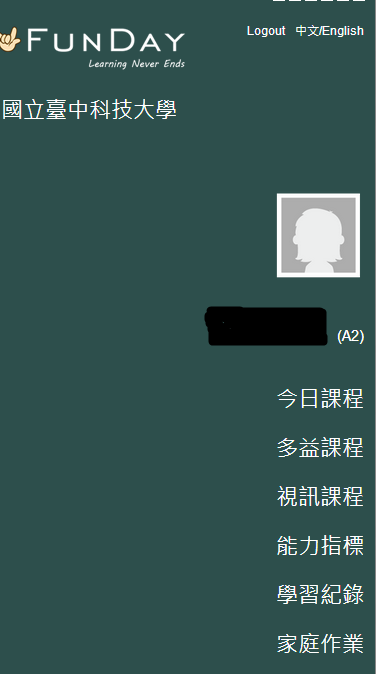 FUNDAY
Learning Never Ends
Logout 中文/English
國立臺中科技大學
(A2)
今日課程
多益課程
視訊課程
能力指標
學習紀錄
家庭作業